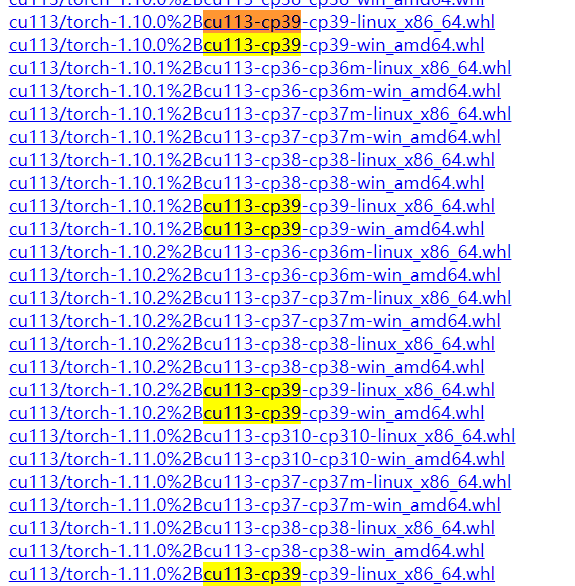 cu113/torch-1.10.0%2Bcu113-cp39-cp39-linux_x86_64.whl
cu113/torch-1.10.0%2Bcu113-cp39-cp39-win_amd64.whl
cu113/torch-1.10.1%2Bcu113-cp36-cp36m-linux_x86_64.whl
cu113/torch-1.10.1%2Bcu113-cp36-cp36m-win_amd64.whl
cu113/torch-1.10.1%2Bcu113-cp37-cp37m-linux_x86_64.whl
cu113/torch-1.10.1%2Bcu113-cp37-cp37m-win_amd64.whl
cu113/torch-1.10.1%2Bcu113-cp38-cp38-linux_x86_64.whl
cu113/torch-1.10.1%2Bcu113-cp38-cp38-win_amd64.whl
cu113/torch-1.10.1%2Bcu113-cp39-cp39-linux_x86_64.whl
cu113/torch-1.10.1%2Bcu113-cp39-cp39-win_amd64.whl
cu113/torch-1.10.2%2Bcu113-cp36-cp36m-linux_x86_64.whl
cu113/torch-1.10.2%2Bcu113-cp36-cp36m-win_amd64.whl
cu113/torch-1.10.2%2Bcu113-cp37-cp37m-linux_x86_64.whl
cu113/torch-1.10.2%2Bcu113-cp37-cp37m-win_amd64.whl
cu113/torch-1.10.2%2Bcu113-cp38-cp38-linux_x86_64.whl
cu113/torch-1.10.2%2Bcu113-cp38-cp38-win_amd64.whl
cu113/torch-1.10.2%2Bcu113-cp39-cp39-linux_x86_64.whl
cu113/torch-1.10.2%2Bcu113-cp39-cp39-win_amd64.whl
cu113/torch-1.11.0%2Bcu113-cp310-cp310-linux_x86_64.whl
cu113/torch-1.11.0%2Bcu113-cp310-cp310-win_amd64.whl
cu113/torch-1.11.0%2Bcu113-cp37-cp37m-linux_x86_64.whl
cu113/torch-1.11.0%2Bcu113-cp37-cp37m-win_amd64.whl
cu113/torch-1.11.0%2Bcu113-cp38-cp38-linux_x86_64.whl
cu113/torch-1.11.0%2Bcu113-cp38-cp38-win_amd64.whl
cu113/torch-1.11.0%2Bcu113-cp39-cp39-linux_x86_64.whl